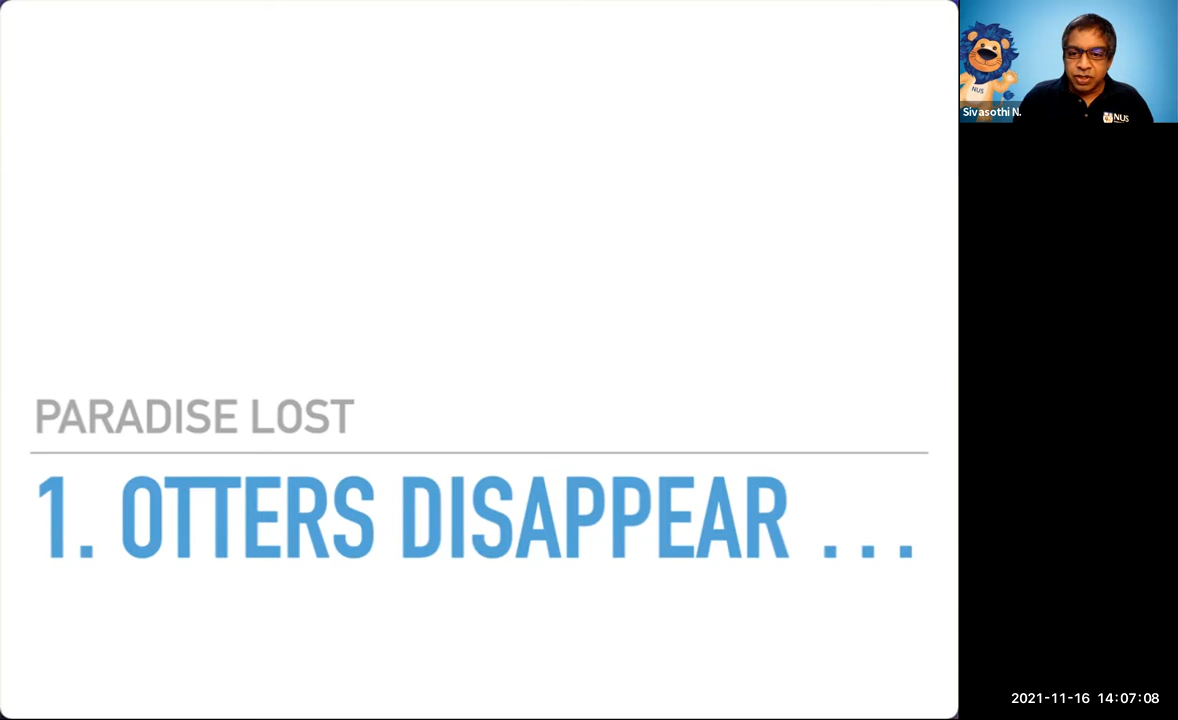 PARADISE LOST
1. OTTERS DISAPPEAR ...
NUS
Sivasothi N.
NUS
2021-11-16 14:07:08